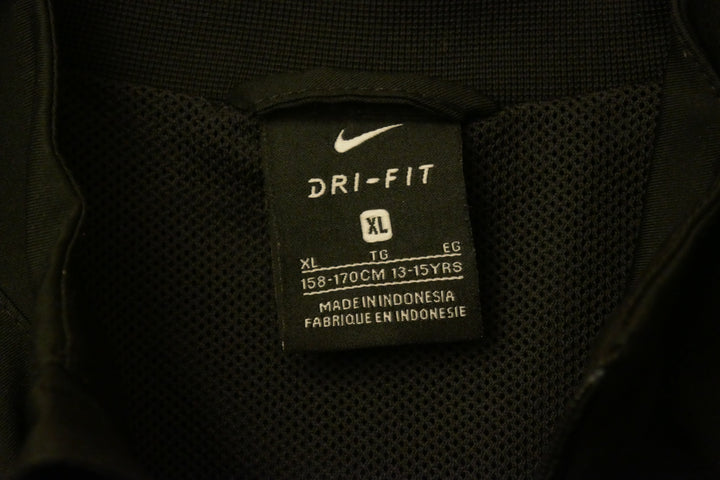 DRI-FIT
XL
XL TG EG
158-170CM 13-15YRS
MADE IN INDONESIA
FABRIQUE EN INDONESIE